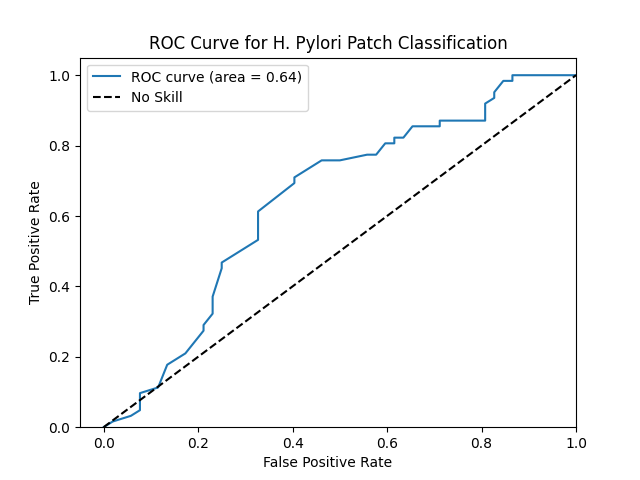 ROC Curve for H. Pylori Patch Classification
ROC curve (area = 0.64)
No Skill
True Positive Rate
1.0
0.8
0.6
0.4
0.2
0.0
0.0 0.2 0.4 0.6 0.8 1.0
False Positive Rate